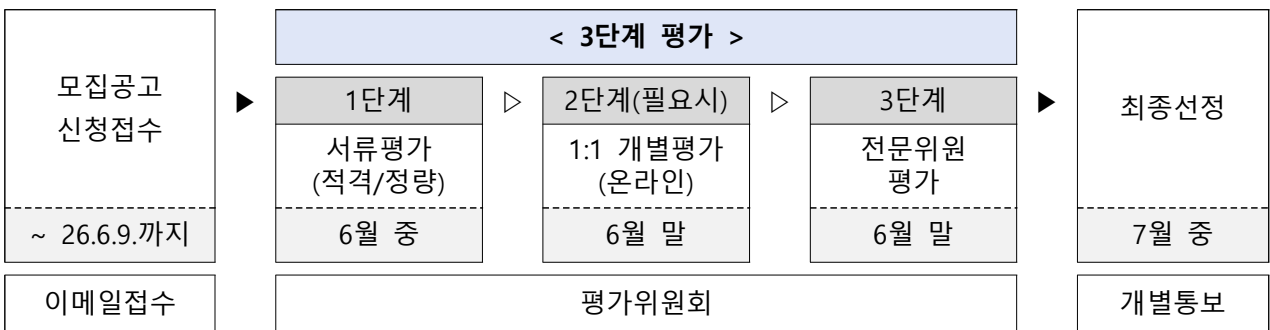 < 3단계 평가 >
모집공고
신청접수
▶
1단계
▷
2단계(필요시)
▷
3단계
▶
최종선정
서류평가
(적격/정량)
1:1 개별평가
(온라인)
전문위원
평가
~ 26.6.9.까지
6월 중
6월 말
6월 말
7월 중
이메일접수
평가위원회
개별통보